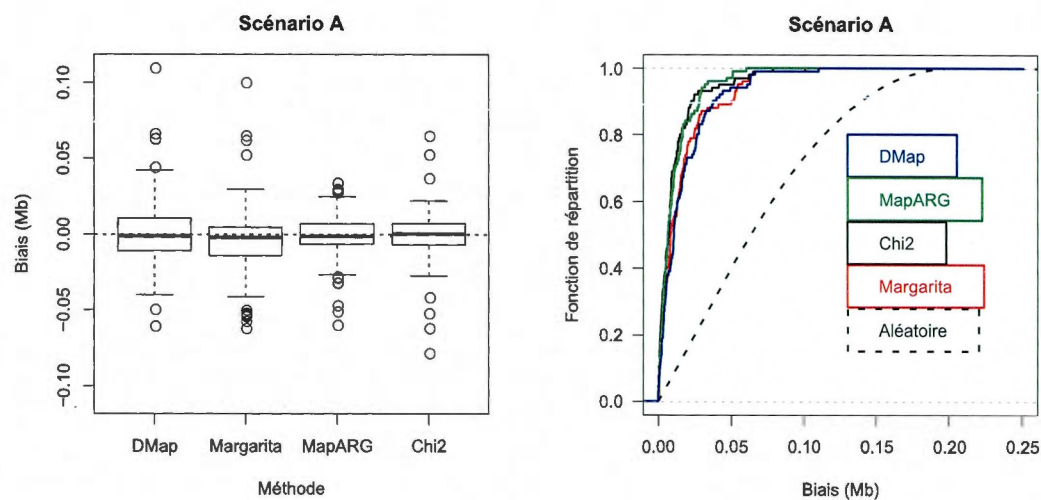 Scénario A
Biais (Mb)
0.10
0.05
0.00
−0.05
−0.10
DMap
Margarita
MapARG
Chi2
Méthode
Scénario A
Fonction de répartition
1.0
0.8
0.6
0.4
0.2
0.0
DMap
MapARG
Chi2
Margarita
Aléatoire
0.00
0.05
0.10
0.15
0.20
0.25
Biais (Mb)